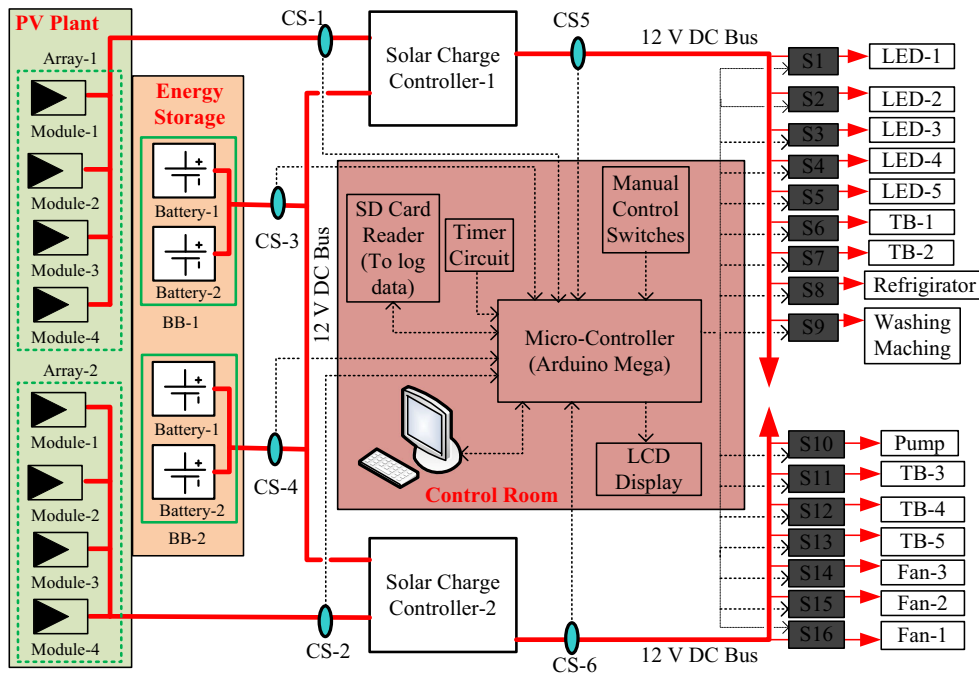 PV Plant
Array-1
Module-1
Module-2
Module-3
Module-4
Array-2
Module-1
Module-2
Module-3
Module-4
Energy
Storage
Battery-1
Battery-2
BB-1
Battery-1
Battery-2
BB-2
CS-1
CS-3
CS-4
CS-2
12 V DC Bus
Solar Charge
Controller-1
CS5
12 V DC Bus
SD Card
Reader
(To log
data)
Timer
Circuit
Manual
Control
Switches
Micro-Controller
(Arduino Mega)
LCD
Display
Control Room
Solar Charge
Controller-2
CS-6
12 V DC Bus
S1
LED-1
S2
LED-2
S3
LED-3
S4
LED-4
S5
LED-5
S6
TB-1
S7
TB-2
S8
Refrigirator
S9
Washing
Maching
S10
Pump
S11
TB-3
S12
TB-4
S13
TB-5
S14
Fan-3
S15
Fan-2
S16
Fan-1